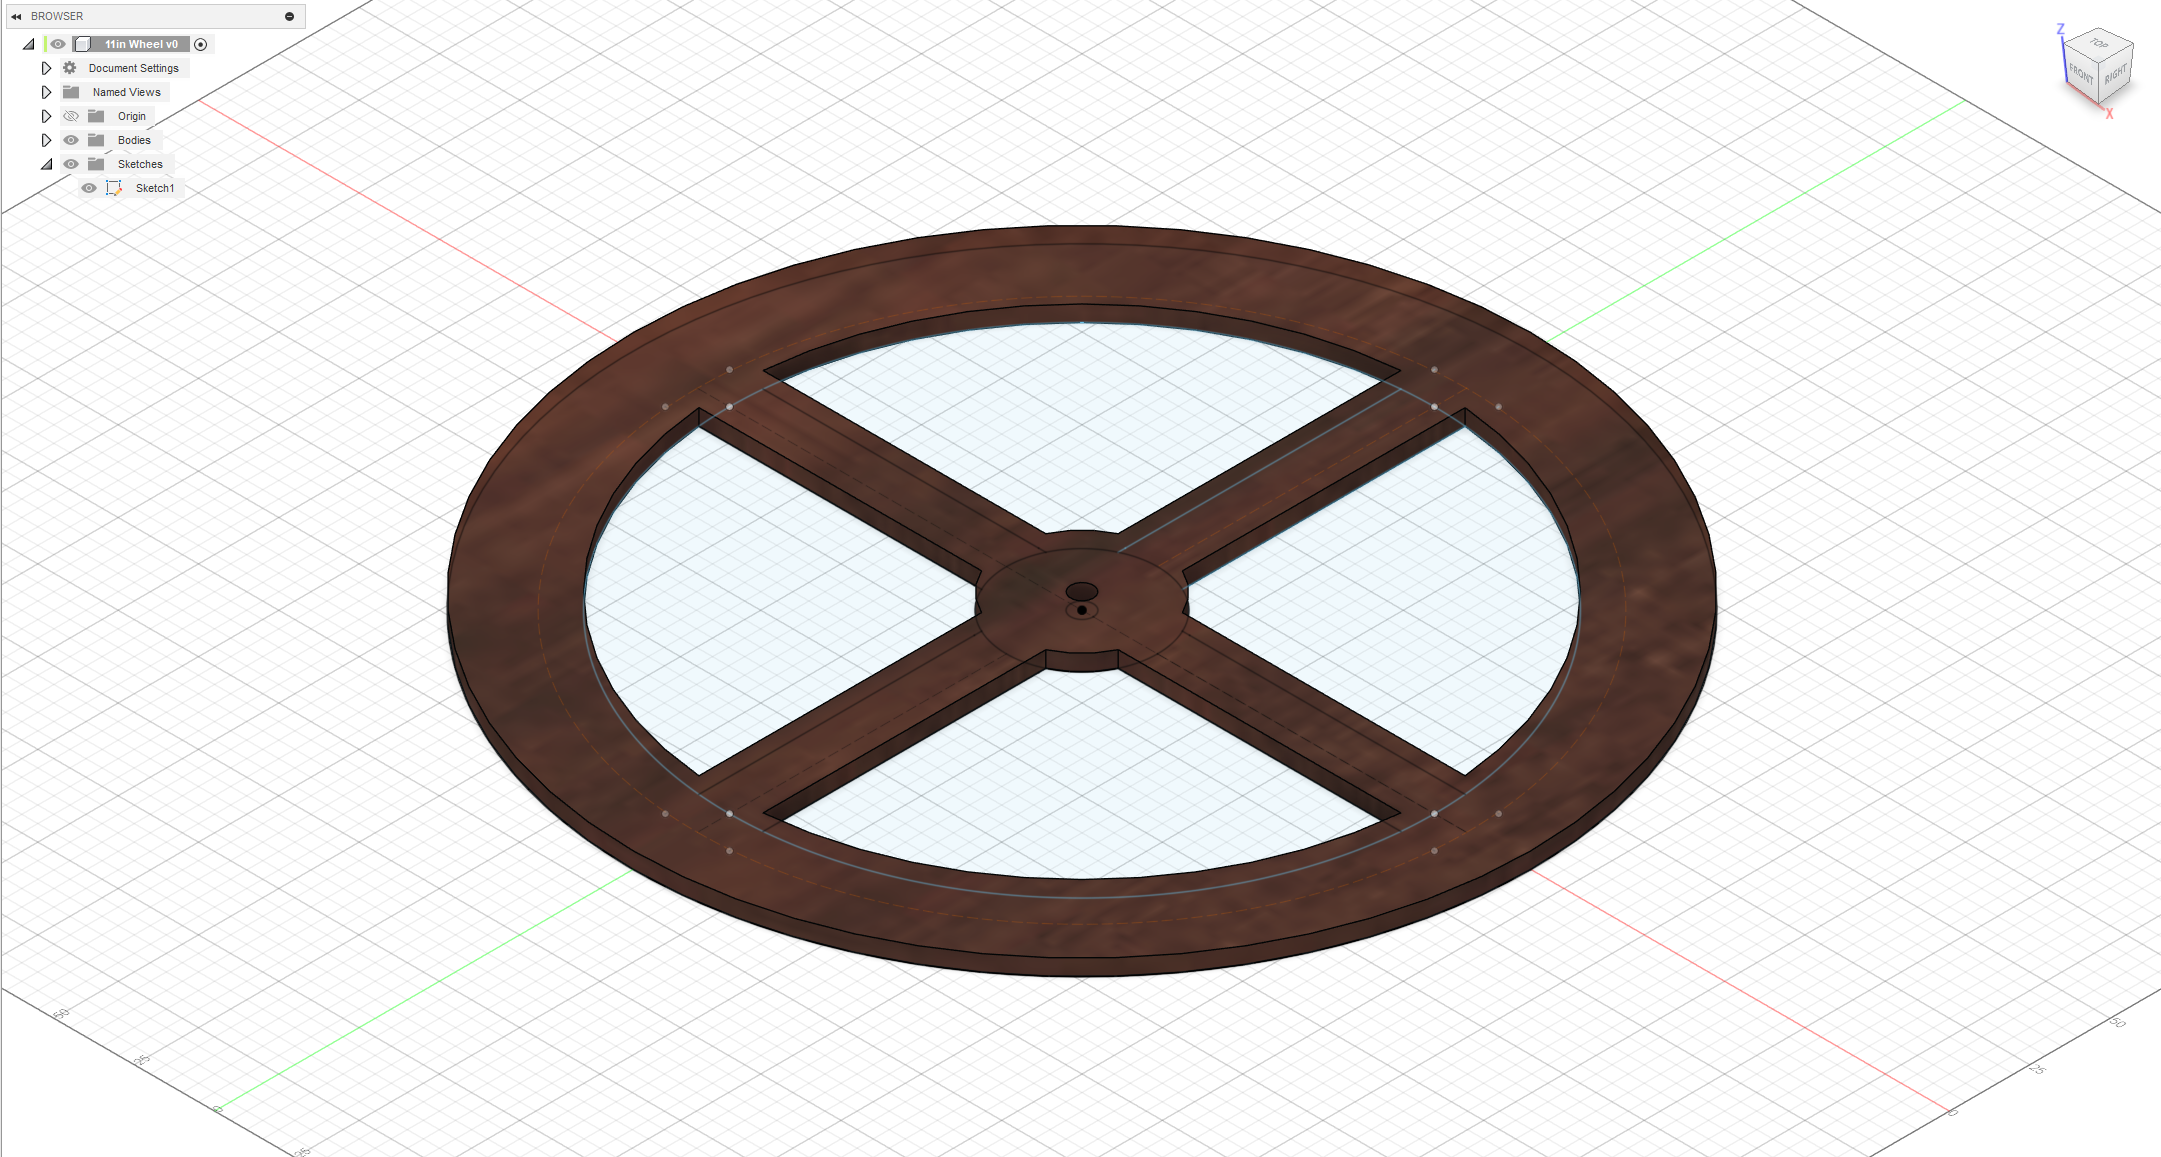 BROWSER
11in Wheel v0
Document Settings
Named Views
Origin
Bodies
Sketches
Sketch1
Z
TOP
FRONT
RIGHT
X
50
25
0
25
50
25
0